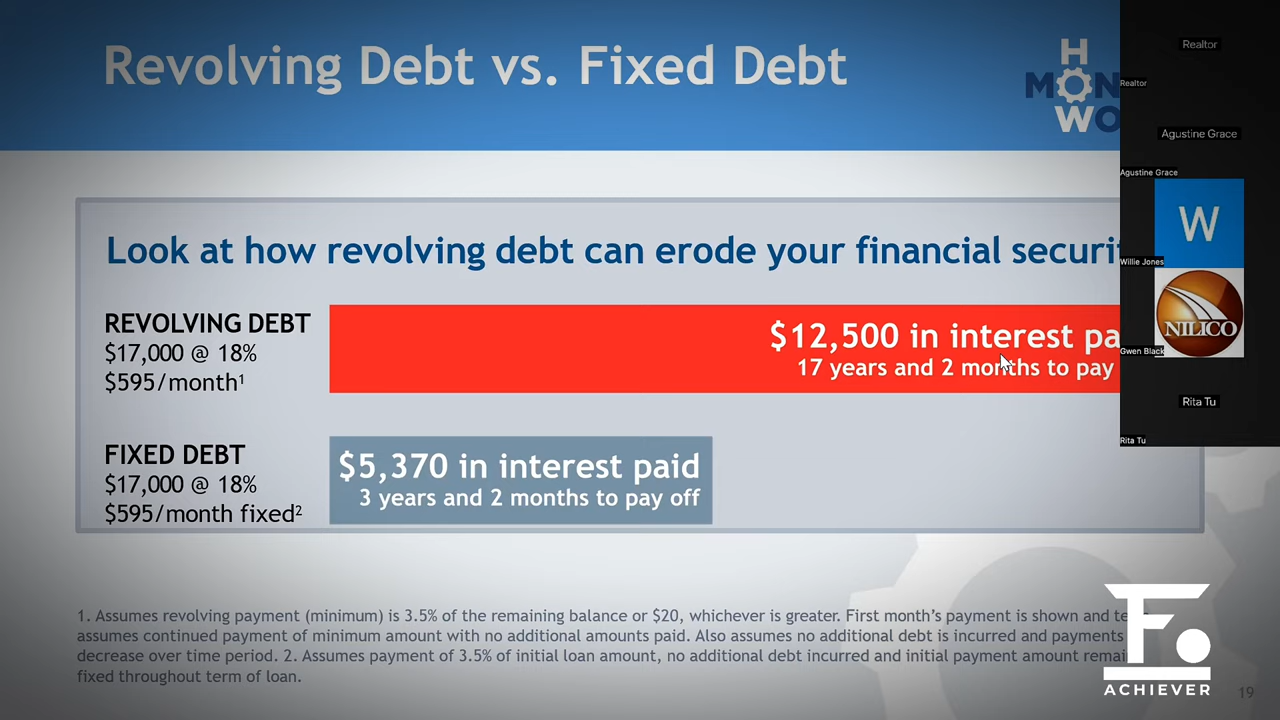 Revolving Debt vs. Fixed Debt
H
MON
WO
Realtor
Realtor
Agustine Grace
Agustine Grace
W
Willie Jones
NILICO
Gwen Black
Rita Tu
Rita Tu
Look at how revolving debt can erode your financial securi
REVOLVING DEBT
$17,000 @ 18%
$595/month¹
$12,500 in interest pa
17 years and 2 months to pay
FIXED DEBT
$17,000 @ 18%
$595/month fixed²
$5,370 in interest paid
3 years and 2 months to pay off
1. Assumes revolving payment (minimum) is 3.5% of the remaining balance or $20, whichever is greater. First month’s payment is shown and te
assumes continued payment of minimum amount with no additional amounts paid. Also assumes no additional debt is incurred and payments
decrease over time period. 2. Assumes payment of 3.5% of initial loan amount, no additional debt incurred and initial payment amount remai
fixed throughout term of loan.
Fo
ACHIEVER
19